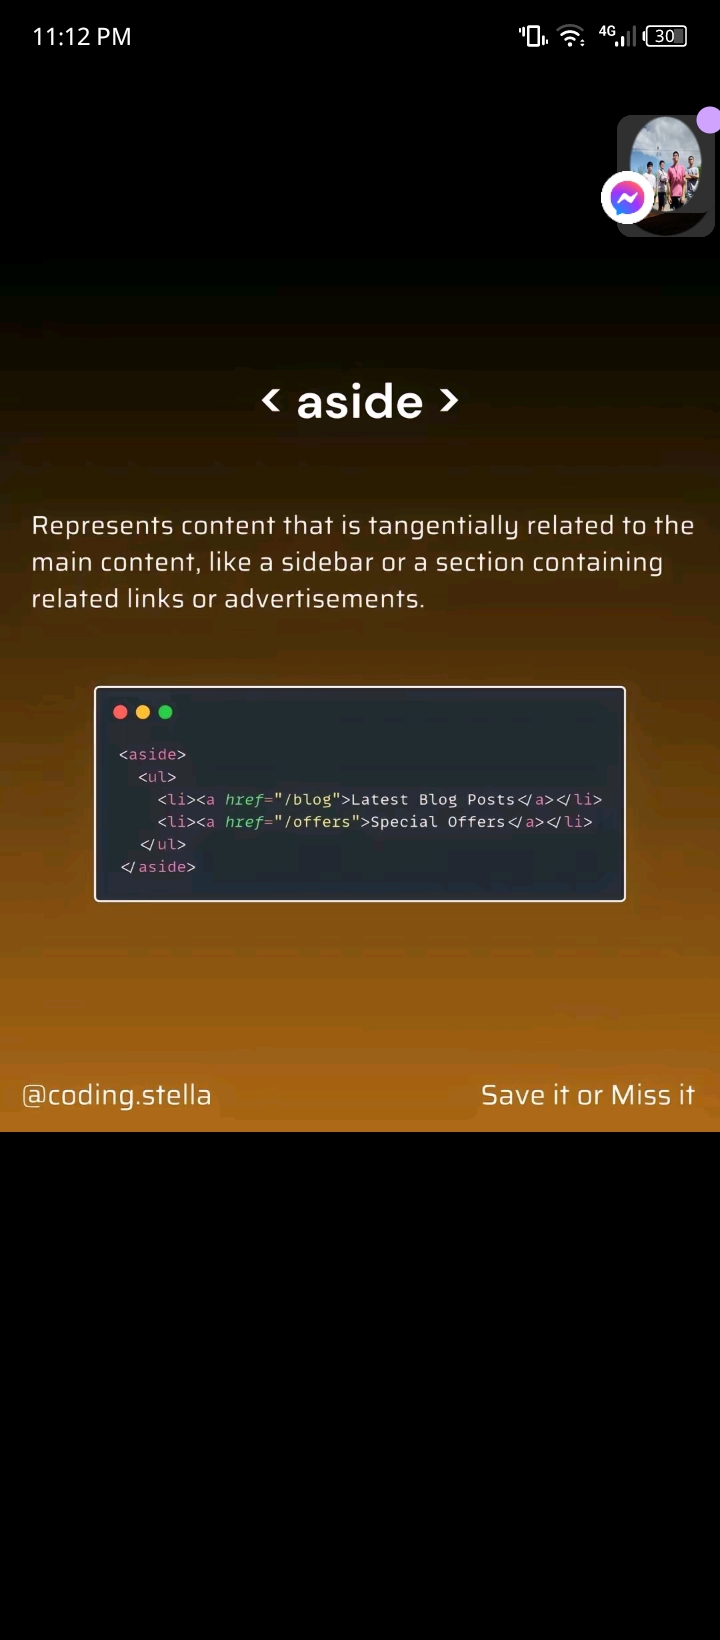 11:12 PM
4G
30
< aside >
Represents content that is tangentially related to the
main content, like a sidebar or a section containing
related links or advertisements.
<aside>
<ul>
<li><a href="/blog">Latest Blog Posts</a></li>
<li><a href="/offers">Special Offers</a></li>
</ul>
</aside>
@coding.stella
Save it or Miss it